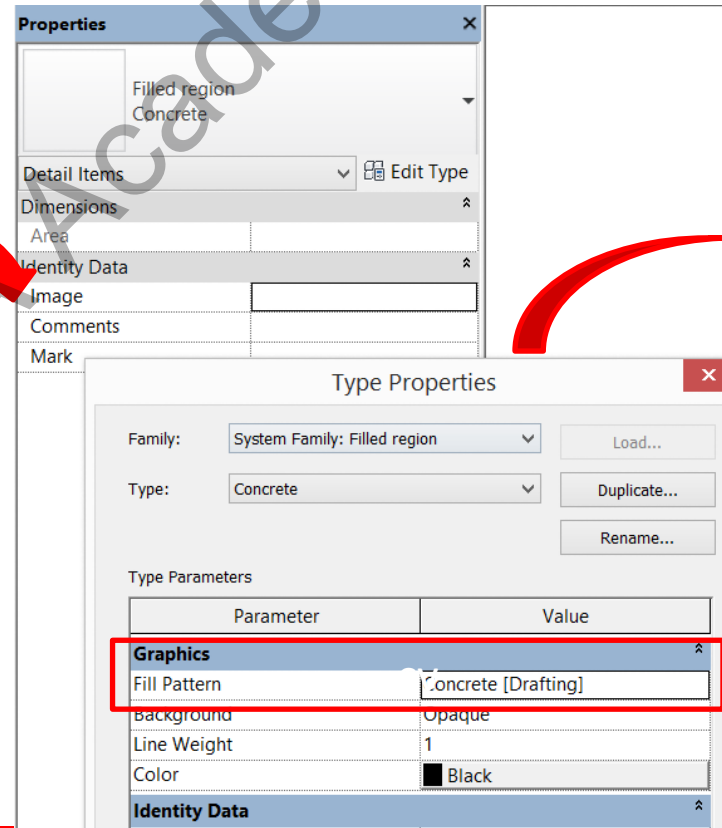 Properties
Filled region
Concrete
Detail Items
Edit Type
Dimensions
Area
Identity Data
Image
Comments
Mark
Type Properties
Family: System Family: Filled region Load...
Type: Concrete Duplicate...
Rename...
Type Parameters
Parameter Value
Graphics
Fill Pattern Concrete [Drafting]
Background Opaque
Line Weight 1
Color Black
Identity Data
Acade